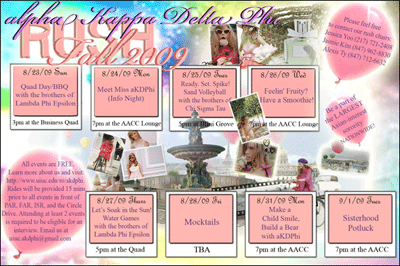 alpha Kappa Delta Phi
RUSH
Fall 2009
Please feel free
to contact our rush chairs:
Jessica Yoo (217) 721-2409
Jamie Kim (847) 962-8830
Alexis Ty (847) 712-6632
8/23/09 Sun
Quad Day/BBQ
with the brothers of
Lambda Phi Epsilon
3pm at the Business Quad
8/24/09 Mon
Meet Miss aKDPhi
(Info Night)
7pm at the AACC Lounge
8/25/09 Tues
Ready. Set. Spike!
Sand Volleyball
with the brothers of
Chi Sigma Tau
5pm at Grove
8/26/09 Wed
Feelin' Fruity?
Have a Smoothie!
7pm at the AACC Lounge
Be a part of
the LARGEST
Asian-interest
sorority
NATIONWIDE!
All events are FREE.
Learn more about us and visit:
http://www.uiuc.edu/ro/akdphi
Rides will be provided 15 mins
prior to all events in front of
PAR, FAR, ISR, and the Circle
Drive. Attending at least 2 events
is required to be eligible for an
interview. Email us at
uiuc.akdphi@gmail.com
8/27/09 Thurs
Let's Soak in the Sun!
Water Games
with the brothers of
Lambda Phi Epsilon
5pm at the Quad
8/28/09 Fri
Mocktails
TBA
8/31/09 Mon
Make a
Child Smile,
Build a Bear
with aKDPhi
7pm at the AACC
9/1/09 Tues
Sisterhood
Potluck
7pm at the AACC